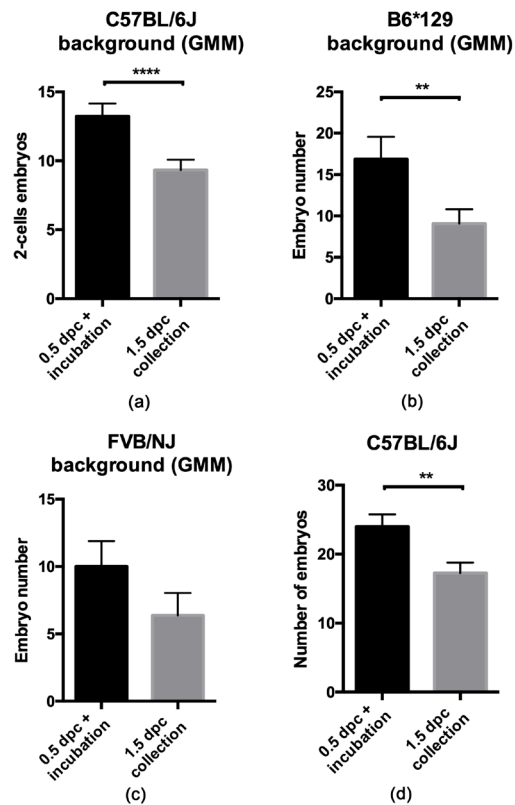 C57BL/6J
background (GMM)
****
15
10
5
0
2-cells embryos
0.5 dpc +
incubation
1.5 dpc
collection
(a)
B6*129
background (GMM)
**
25
20
15
10
5
0
Embryo number
0.5 dpc +
incubation
1.5 dpc
collection
(b)
FVB/NJ
background (GMM)
15
10
5
0
Embryo number
0.5 dpc +
incubation
1.5 dpc
collection
(c)
C57BL/6J
**
30
20
10
0
Number of embryos
0.5 dpc +
incubation
1.5 dpc
collection
(d)